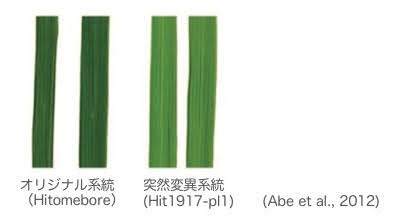 オリジナル系統 突然変異系統
（Hitomebore） (Hit1917-pl1) (Abe et al., 2012)